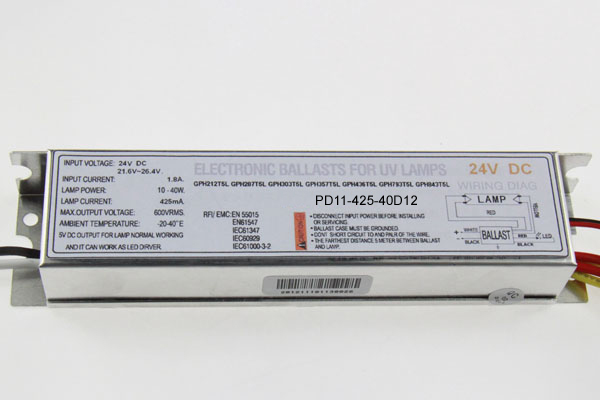 ELECTRONIC BALLASTS FOR UV LAMPS
24V DC
GPH212T5L GPH287T5L GPH303T5L GPH357T5L GPH436T5L GPH793T5L GPH843T5L
WIRING DIAG
INPUT VOLTAGE: 24V DC
21.6V~26.4V
INPUT CURRENT: 1.8A
LAMP POWER: 10-40W
LAMP CURRENT: 425mA
MAX.OUTPUT VOLTAGE: 600VRMS
AMBIENT TEMPERATURE: -20-40°E
5V DC OUTPUT FOR LAMP NORMAL WORKING
AND IT CAN WORK AS LED DRIVER.
RFI/ EMC:EN 55015
EN61547
IEC61347
IEC60929
IEC61000-3-2
PD11-425-40D12
• DISCONNECT INPUT POWER BEFORE INSTALLING
OR SERVICING.
• BALLAST CASE MUST BE GROUNDED.
• DON'T SHORT CIRCUIT TO AND PAIR OF THE WIRE.
• THE FARTHEST DISTANCE 5 METER BETWEEN BALLAST
AND LAMP.
LAMP
RED
YELLOW
+ WHITE
BALLAST
RED
LED
- BLACK
BLACK